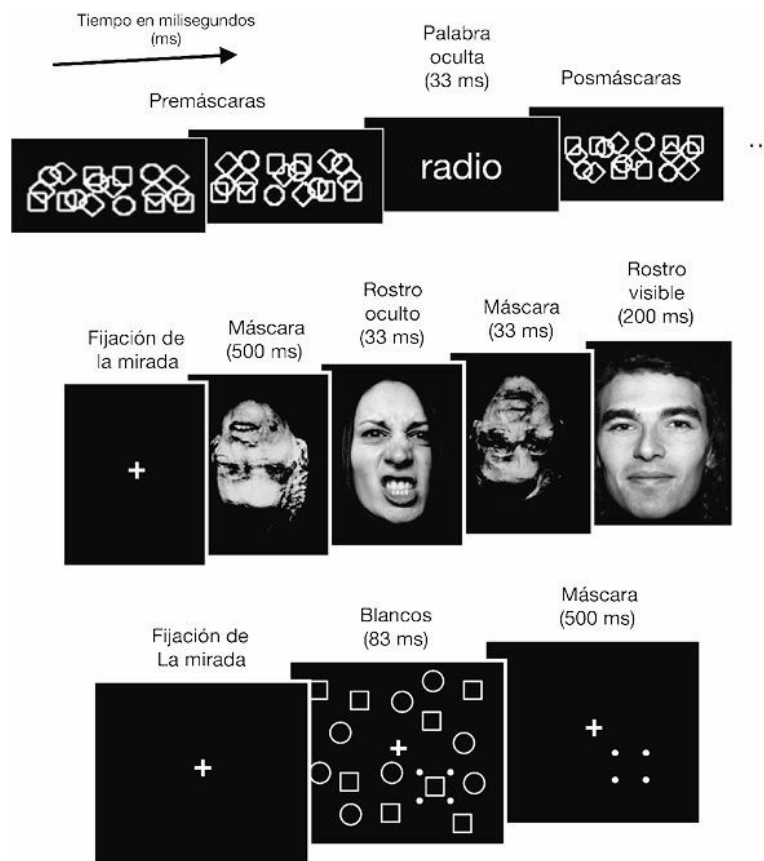 Tiempo en milisegundos
(ms)
Palabra
oculta
(33 ms)
Premáscaras
Posmáscaras
radio
...
Fijación de
la mirada
Máscara
(500 ms)
Rostro
oculto
(33 ms)
Máscara
(33 ms)
Rostro
visible
(200 ms)
Fijación de
La mirada
Blancos
(83 ms)
Máscara
(500 ms)